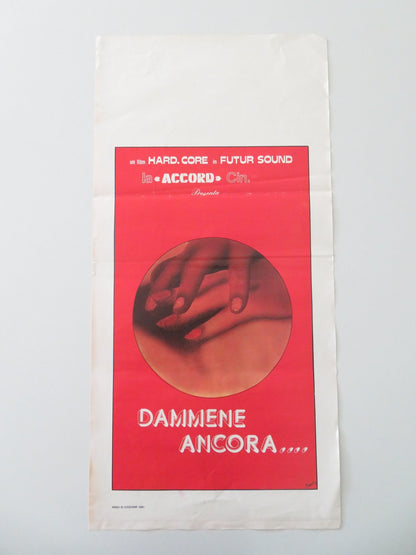 un film HARD. CORE in FUTUR SOUND
la «ACCORD» Cin.
Presenta
DAMMENE
ANCORA....